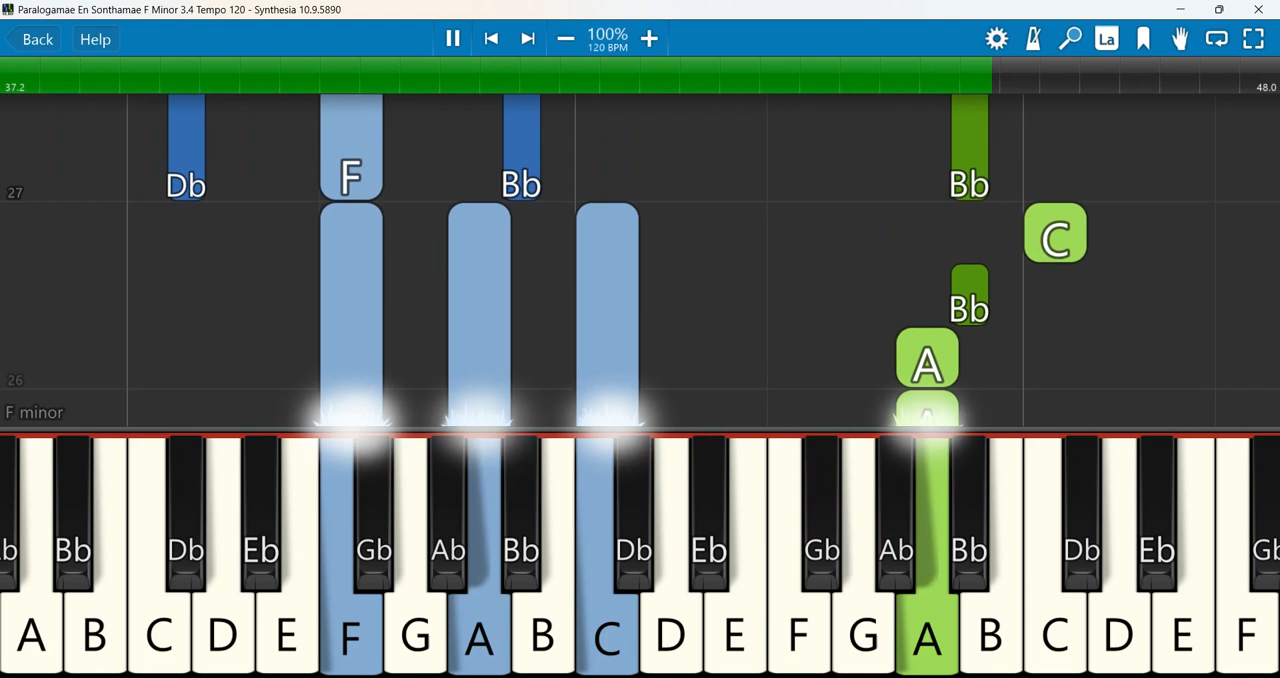 Paralogamae En Sonthamae F Minor 3.4 Tempo 120 - Synthesia 10.9.5890
Back Help 100% La
120 BPM
37.2 48.0
Db F Bb Bb
27
C
Bb
A
26
A
F minor
Bb Db Eb Gb Ab Bb Db Eb Gb Ab Bb Db Eb
A B C D E F G A B C D E F G A B C D E F